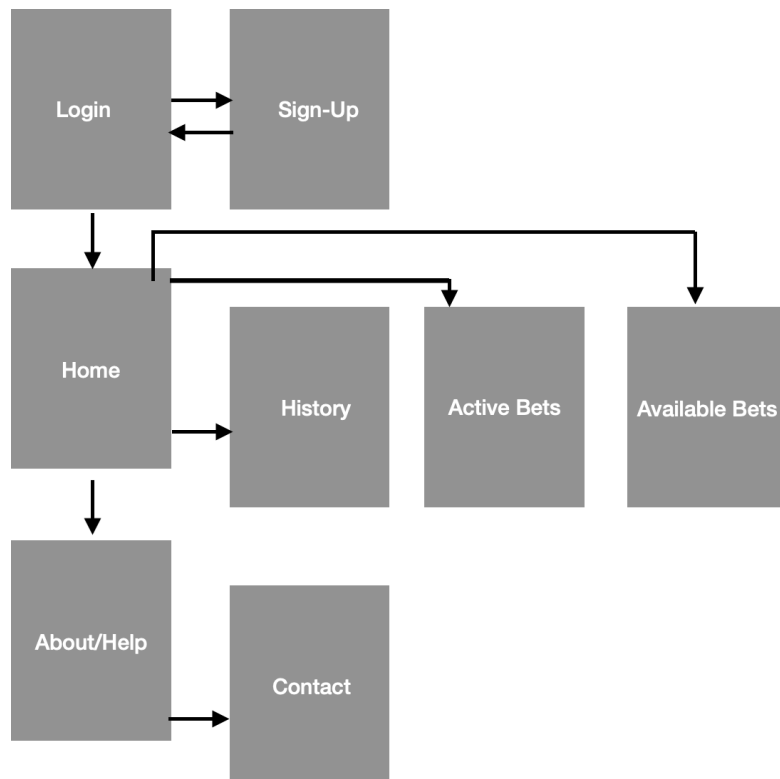 Login
Sign-Up
Home
History
Active Bets
Available Bets
About/Help
Contact